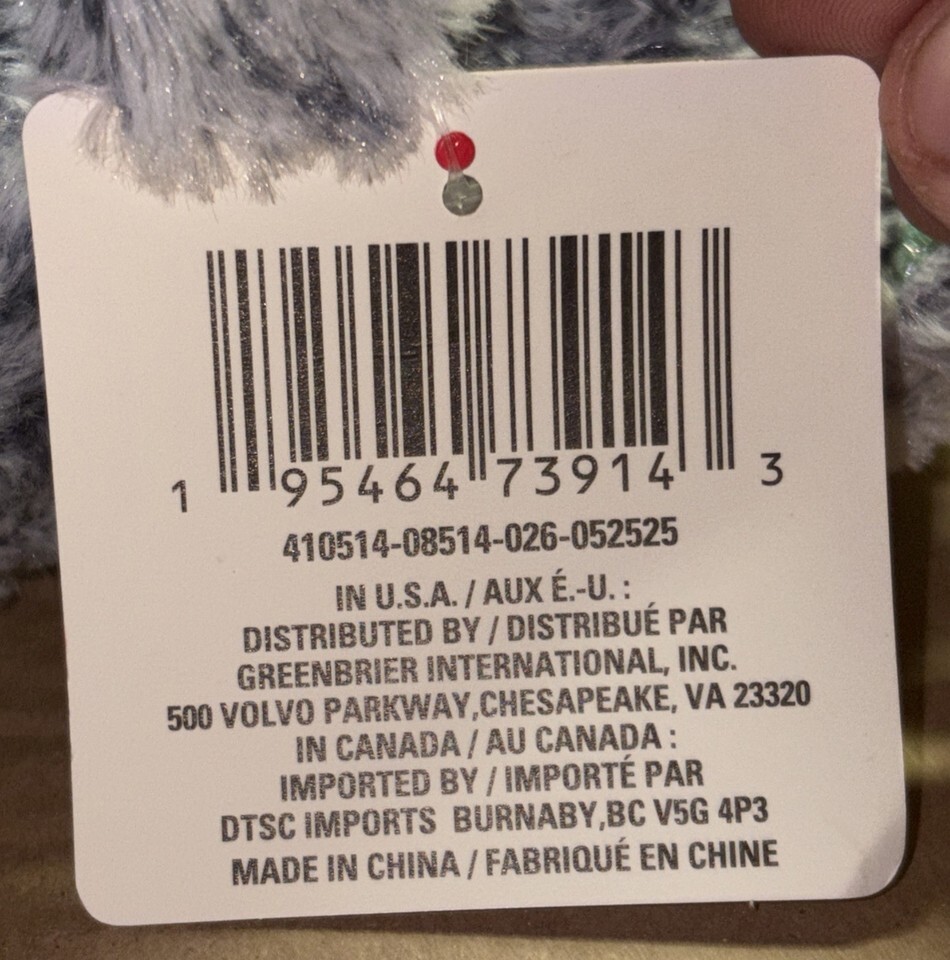 1 95464 73914 3
410514-08514-026-052525
IN U.S.A. / AUX É.-U. :
DISTRIBUTED BY / DISTRIBUÉ PAR
GREENBRIER INTERNATIONAL, INC.
500 VOLVO PARKWAY,CHESAPEAKE, VA 23320
IN CANADA / AU CANADA :
IMPORTED BY / IMPORTÉ PAR
DTSC IMPORTS BURNABY,BC V5G 4P3
MADE IN CHINA / FABRIQUÉ EN CHINE